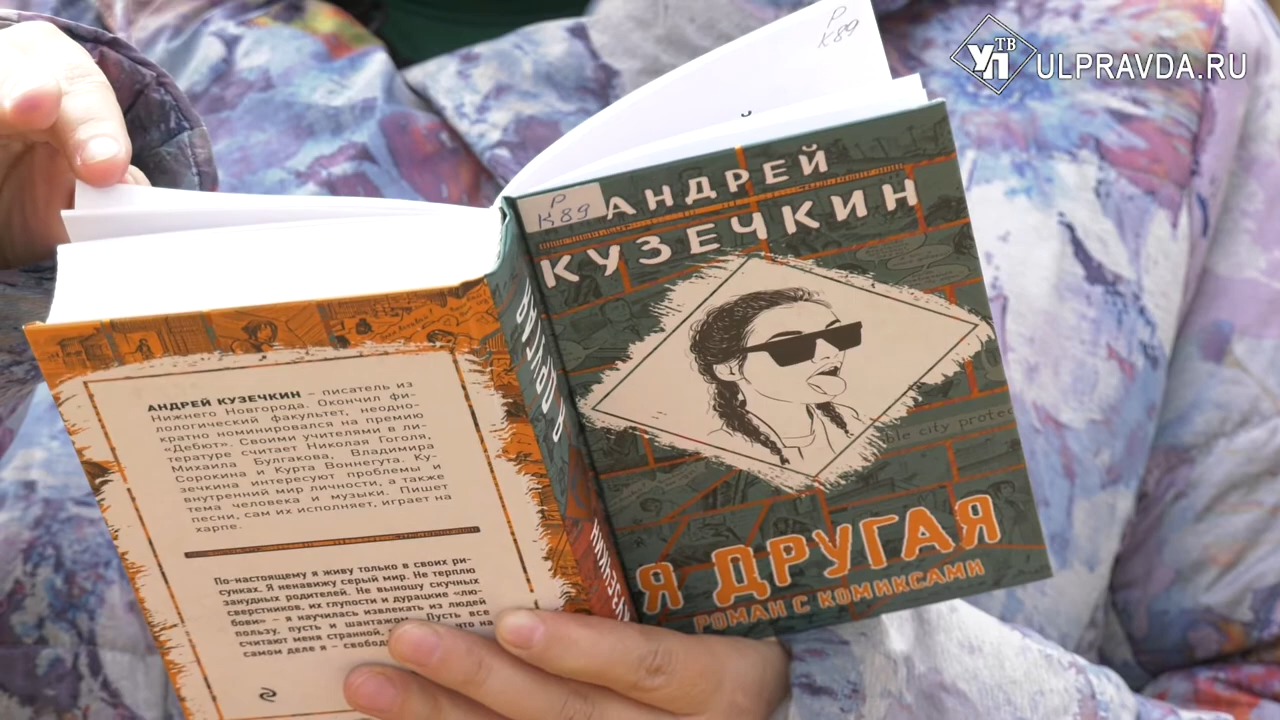 УП ТВ ULPRAVDA.RU
Р
К89
Р
К89
АНДРЕЙ
КУЗЕЧКИН
Я ДРУГАЯ
РОМАН С КОМИКСАМИ
Я ДРУГАЯ
АНДРЕЙ КУЗЕЧКИН – писатель из
Нижнего Новгорода. Окончил фи-
лологический факультет, неодно-
кратно номинировался на премию
«Дебют». Своими учителями в ли-
тературе считает Николая Гоголя,
Михаила Булгакова, Владимира
Сорокина и Курта Воннегута. Ку-
зечкина интересуют проблемы и
внутренний мир личности, а также
тема человека и музыки. Пишет
песни, сам их исполняет, играет на
харпе.
По-настоящему я живу только в своих ри-
сунках. Я ненавижу серый мир. Не терплю
занудных родителей. Не выношу скучных
сверстников, их глупости и дурацкие «лю-
бови» – я научилась извлекать из людей
пользу, пусть и шантажом. Пусть все
считают меня странной, что на
самом деле я –